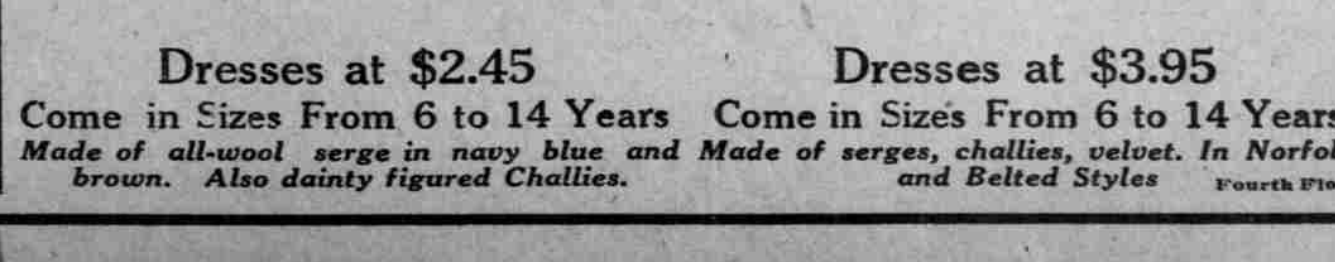 Dresses at $2.45
Come in Sizes From 6 to 14 Years
Made of all-wool serge in navy blue and
brown. Also dainty figured Challies.
Dresses at $3.95
Come in Sizes From 6 to 14 Years
Made of serges, challies, velvet. In Norfol
and Belted Styles
Fourth Flo